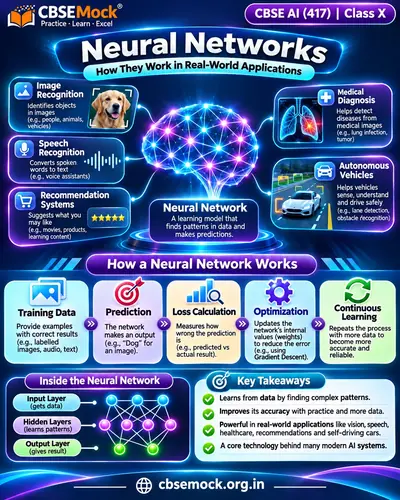 CBSEMock®
Practice • Learn • Excel
CBSE AI (417) | Class X
Neural Networks
How They Work in Real-World Applications
Image
Recognition
Identifies objects
in images
(e.g., people, animals,
vehicles)
Speech
Recognition
Converts spoken
words to text
(e.g., voice assistants)
Recommendation
Systems
Suggests what you
may like
(e.g., movies, products,
learning content)
Neural Network
A learning model that
finds patterns in data and
makes predictions.
Medical
Diagnosis
Helps detect
diseases from
medical images
(e.g., lung infection,
tumor)
Autonomous
Vehicles
Helps vehicles
sense, understand
and drive safely
(e.g., lane detection,
obstacle recognition)
How a Neural Network Works
Training Data
Provide examples
with correct results
(e.g., labelled
images, audio, text)
Prediction
The network
makes an output
(e.g., "Dog" for
an image).
Loss Calculation
Measures how
wrong the prediction is
(e.g., predicted vs
actual result).
Optimization
Updates the
network's internal
values (weights)
to reduce the error
(e.g., using
Gradient Descent).
Continuous
Learning
Repeats the process
with more data to
become more
accurate and
reliable.
Inside the Neural Network
Input Layer
(gets data)
Hidden Layers
(learns patterns)
Output Layer
(gives result)
Key Takeaways
Learns from data by finding complex patterns.
Improves its accuracy with practice and more data.
Powerful in real-world applications like vision, speech,
healthcare, recommendations and self-driving cars.
A core technology behind many modern AI systems.
cbsemock.org.in